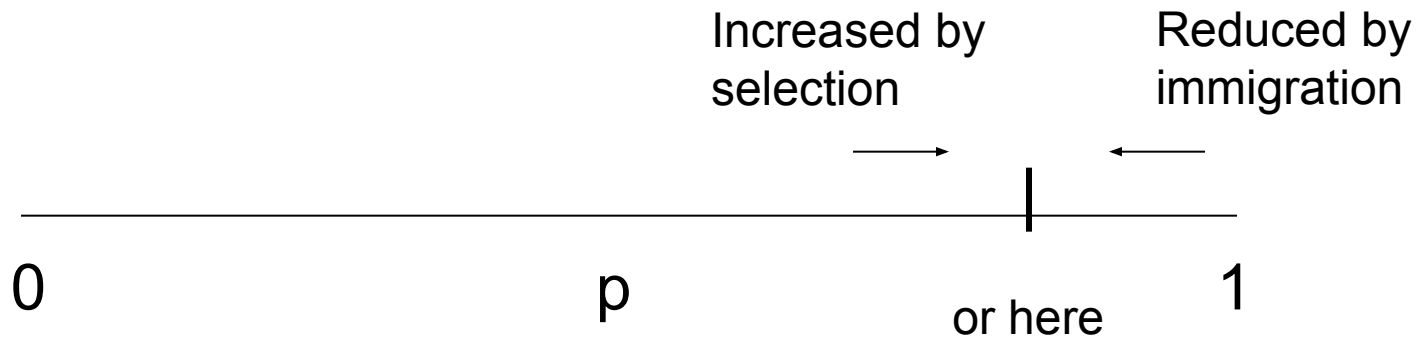 Increased by
selection
Reduced by
immigration
0
p
1
or here